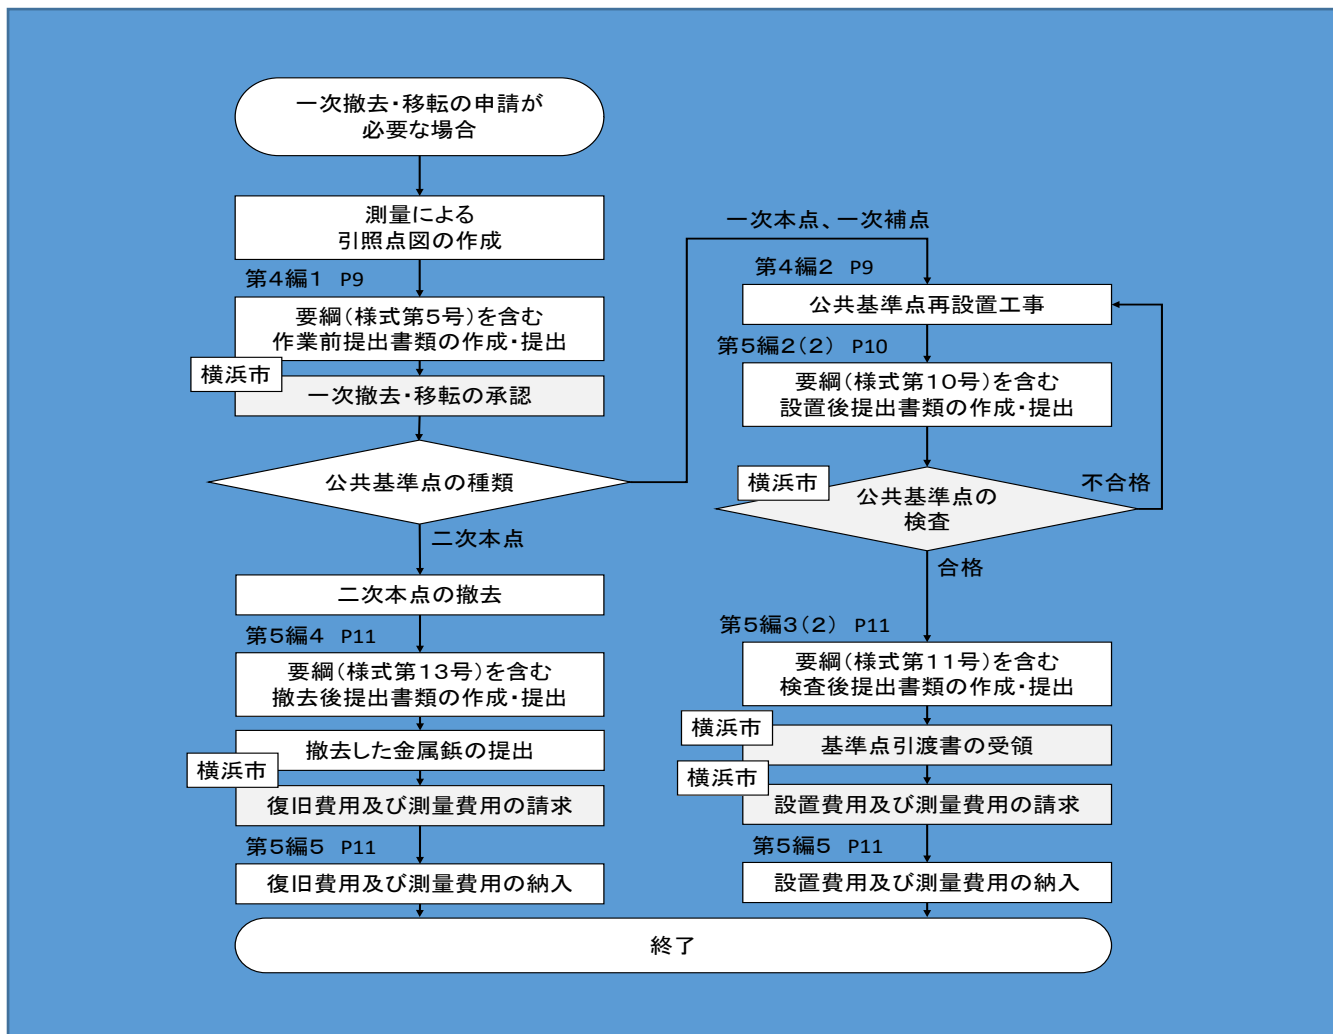 一次撤去・移転の申請が
必要な場合
測量による
引照点図の作成
第4編1 P9
要綱(様式第5号)を含む
作業前提出書類の作成・提出
横浜市
一次撤去・移転の承認
公共基準点の種類
二次本点
二次本点の撤去
第5編4 P11
要綱(様式第13号)を含む
撤去後提出書類の作成・提出
撤去した金属鋲の提出
横浜市
復旧費用及び測量費用の請求
第5編5 P11
復旧費用及び測量費用の納入
一次本点、一次補点
第4編2 P9
公共基準点再設置工事
第5編2(2) P10
要綱(様式第10号)を含む
設置後提出書類の作成・提出
横浜市
公共基準点の
検査
不合格
合格
第5編3(2) P11
要綱(様式第11号)を含む
検査後提出書類の作成・提出
横浜市
基準点引渡書の受領
横浜市
設置費用及び測量費用の請求
第5編5 P11
設置費用及び測量費用の納入
終了